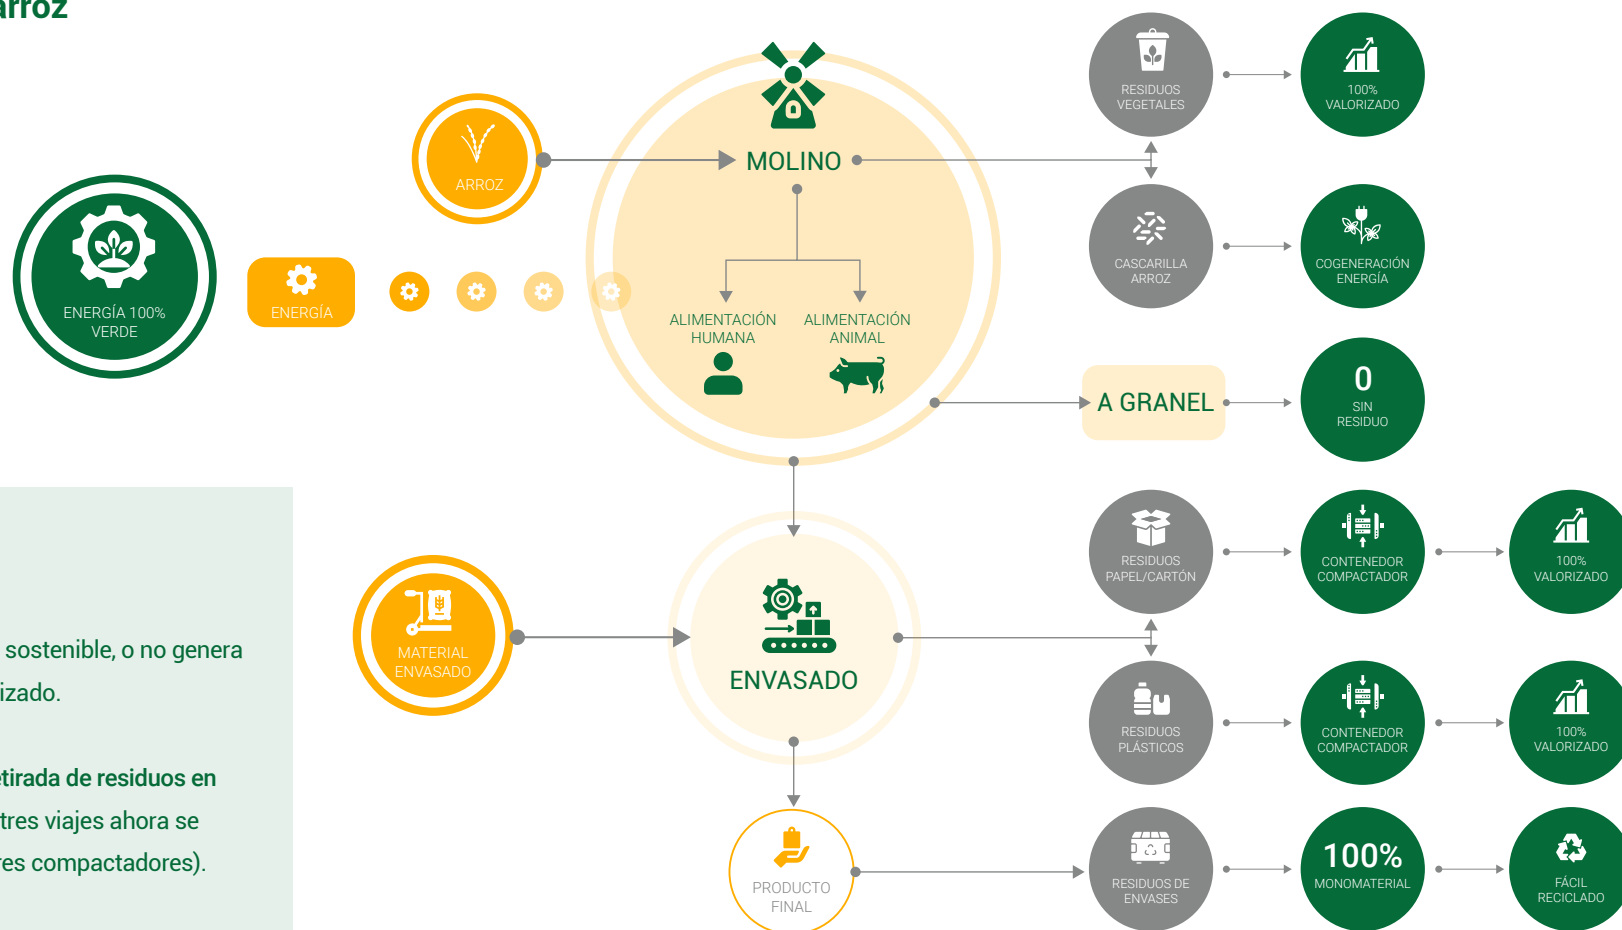 arroz
RESIDUOS
VEGETALES
100%
VALORIZADO
ARROZ
MOLINO
ENERGÍA 100%
VERDE
ENERGÍA
CASCARILLA
ARROZ
COGENERACIÓN
ENERGÍA
ALIMENTACIÓN
HUMANA
ALIMENTACIÓN
ANIMAL
A GRANEL
0
SIN
RESIDUO
sostenible, o no genera
izado.
etirada de residuos en
tres viajes ahora se
res compactadores).
MATERIAL
ENVASADO
ENVASADO
RESIDUOS
PAPEL/CARTÓN
CONTENEDOR
COMPACTADOR
100%
VALORIZADO
RESIDUOS
PLÁSTICOS
CONTENEDOR
COMPACTADOR
100%
VALORIZADO
PRODUCTO
FINAL
RESIDUOS DE
ENVASES
100%
MONOMATERIAL
FÁCIL
RECICLADO